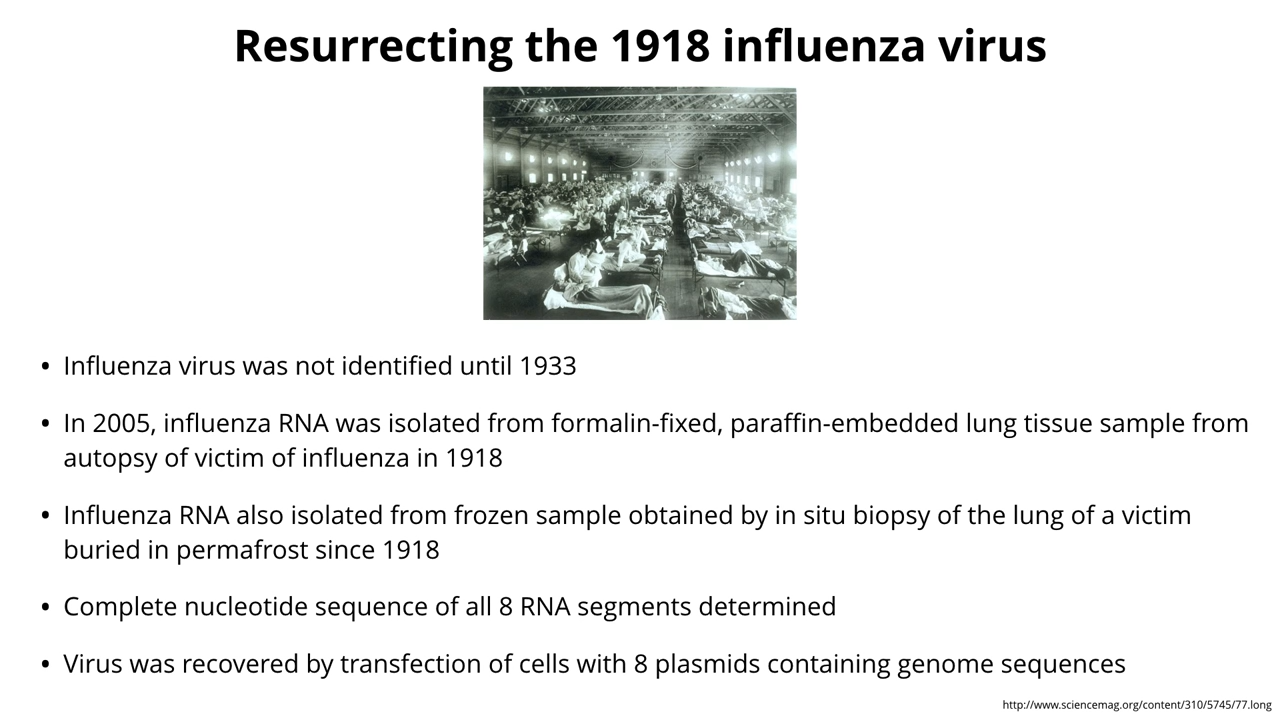 Resurrecting the 1918 influenza virus
• Influenza virus was not identified until 1933
• In 2005, influenza RNA was isolated from formalin-fixed, paraffin-embedded lung tissue sample from
autopsy of victim of influenza in 1918
• Influenza RNA also isolated from frozen sample obtained by in situ biopsy of the lung of a victim
buried in permafrost since 1918
• Complete nucleotide sequence of all 8 RNA segments determined
• Virus was recovered by transfection of cells with 8 plasmids containing genome sequences
http://www.sciencemag.org/content/310/5745/77.long